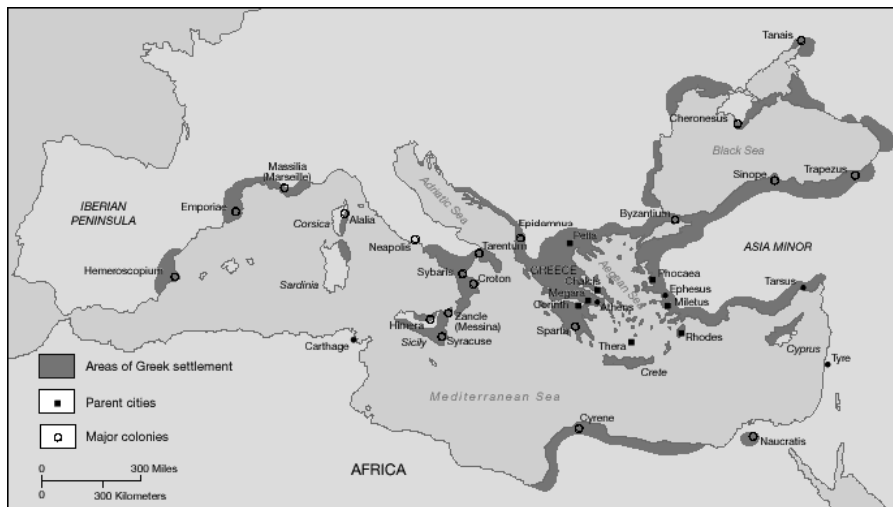 Tanais
Cheronesus
Black Sea
Massilia
(Marseille)
Sinope
Trapezus
IBERIAN
PENINSULA
Emporiae
Corsica
Alalia
Adriatic Sea
Byzantium
Epidamnus
Neapolis
Pella
Tarentum
ASIA MINOR
Hemeroscopium
Sardinia
Sybaris
Croton
GREECE
Aegean Sea
Phocaea
Chalcis
Ephesus
Tarsus
Megara
Miletus
Corinth
Athens
Himera
Zancle
(Messina)
Sparta
Carthage
Sicily
Syracuse
Thera
Rhodes
Cyprus
Tyre
Crete
Areas of Greek settlement
Parent cities
Mediterranean Sea
Major colonies
Cyrene
Naucratis
0 300 Miles
0 300 Kilometers
AFRICA